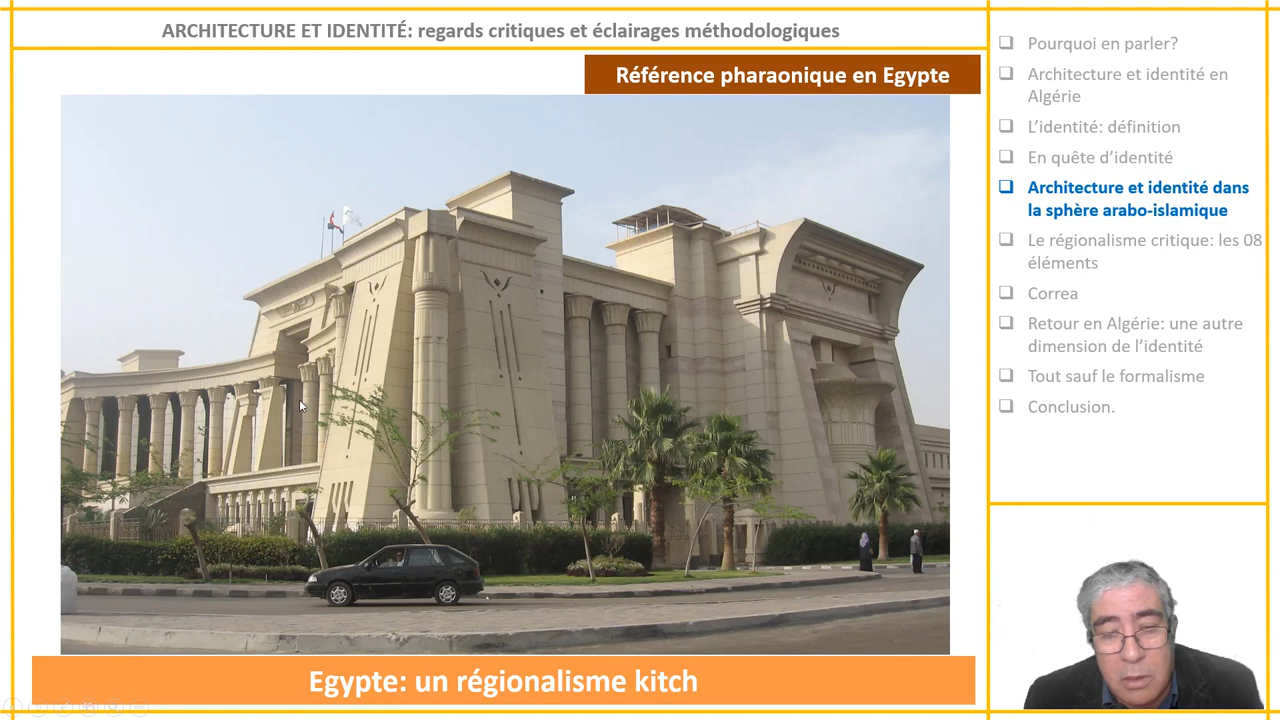 ARCHITECTURE ET IDENTITÉ: regards critiques et éclairages méthodologiques
Référence pharaonique en Egypte
Egypte: un régionalisme kitch
Pourquoi en parler?
Architecture et identité en
Algérie
L'identité: définition
En quête d'identité
Architecture et identité dans
la sphère arabo-islamique
Le régionalisme critique: les 08
éléments
Correa
Retour en Algérie: une autre
dimension de l'identité
Tout sauf le formalisme
Conclusion.